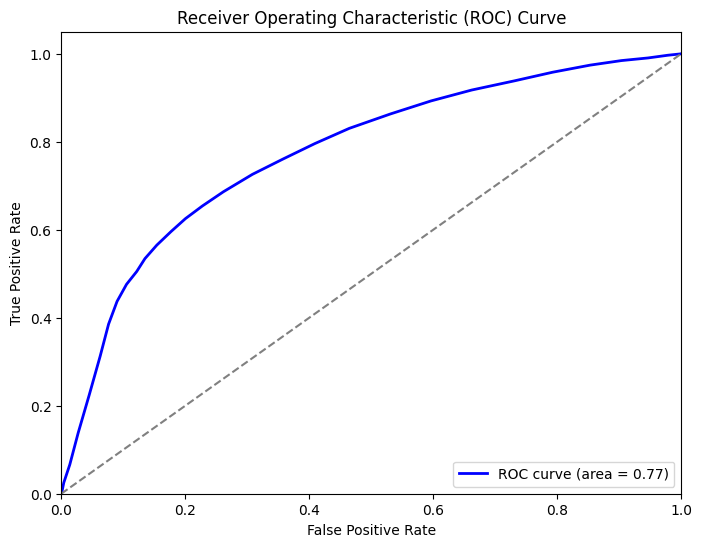 Receiver Operating Characteristic (ROC) Curve
1.0
0.8
0.6
0.4
0.2
0.0
True Positive Rate
ROC curve (area = 0.77)
0.0 0.2 0.4 0.6 0.8 1.0
False Positive Rate